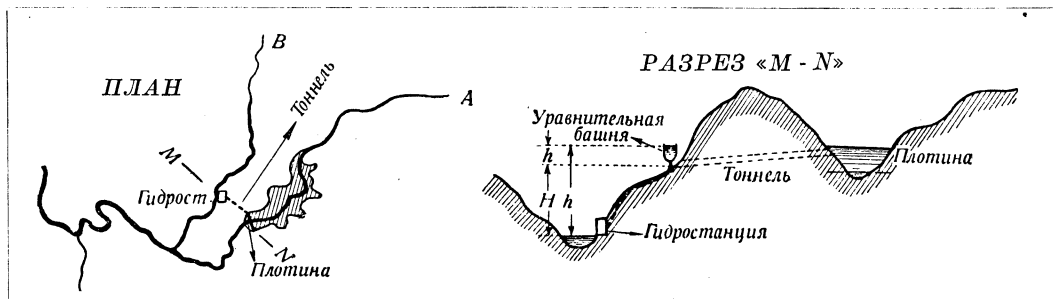 ПЛАН
B
A
Тоннель
M
Гидрост
N
Плотина
РАЗРЕЗ «M - N»
Уравнительная
башня
h
H
h
Тоннель
Плотина
Гидростанция